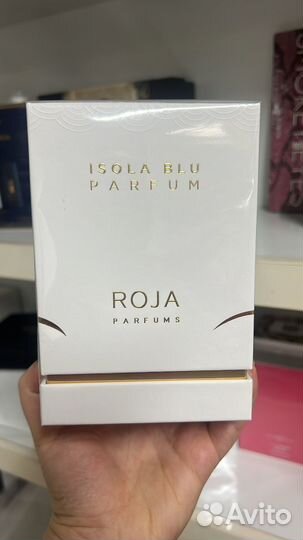 ISOLA BLU
PARFUM
ROJA
PARFUMS
Avito